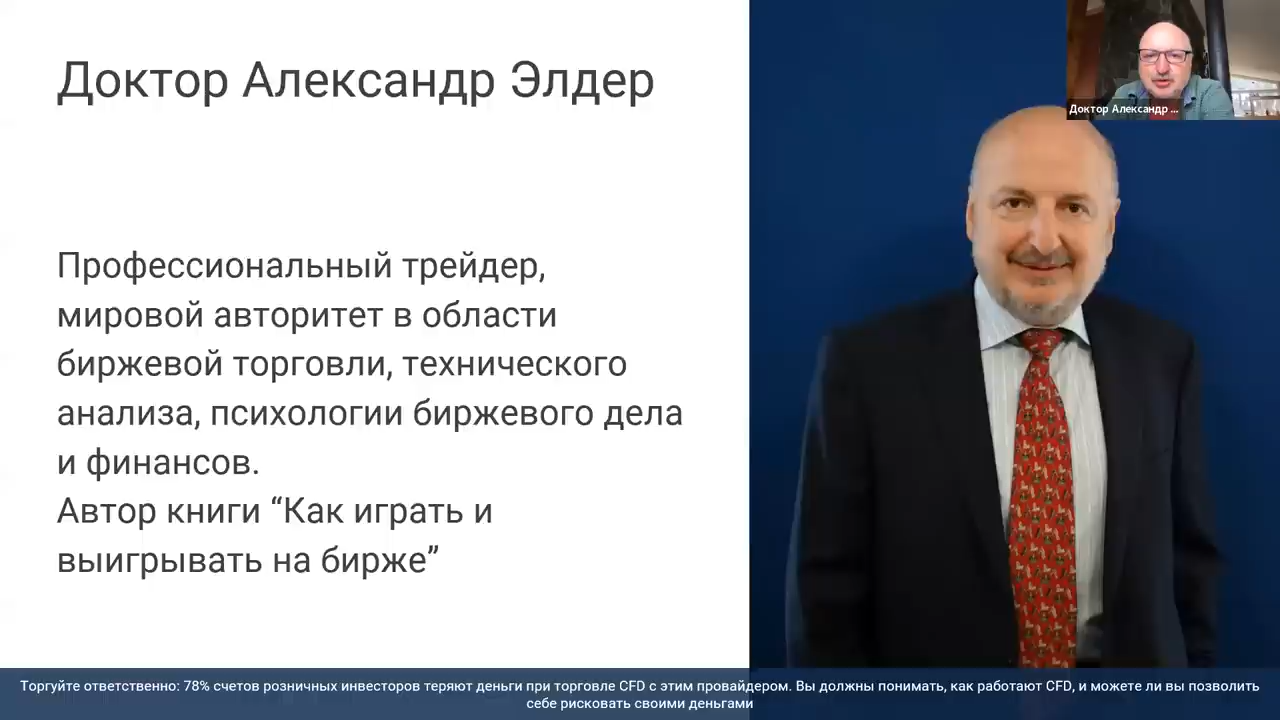 Доктор Александр Элдер
Доктор Александр ...
Профессиональный трейдер,
мировой авторитет в области
биржевой торговли, технического
анализа, психологии биржевого дела
и финансов.
Автор книги “Как играть и
выигрывать на бирже”
Торгуйте ответственно: 78% счетов розничных инвесторов теряют деньги при торговле CFD с этим провайдером. Вы должны понимать, как работают CFD, и можете ли вы позволить
себе рисковать своими деньгами